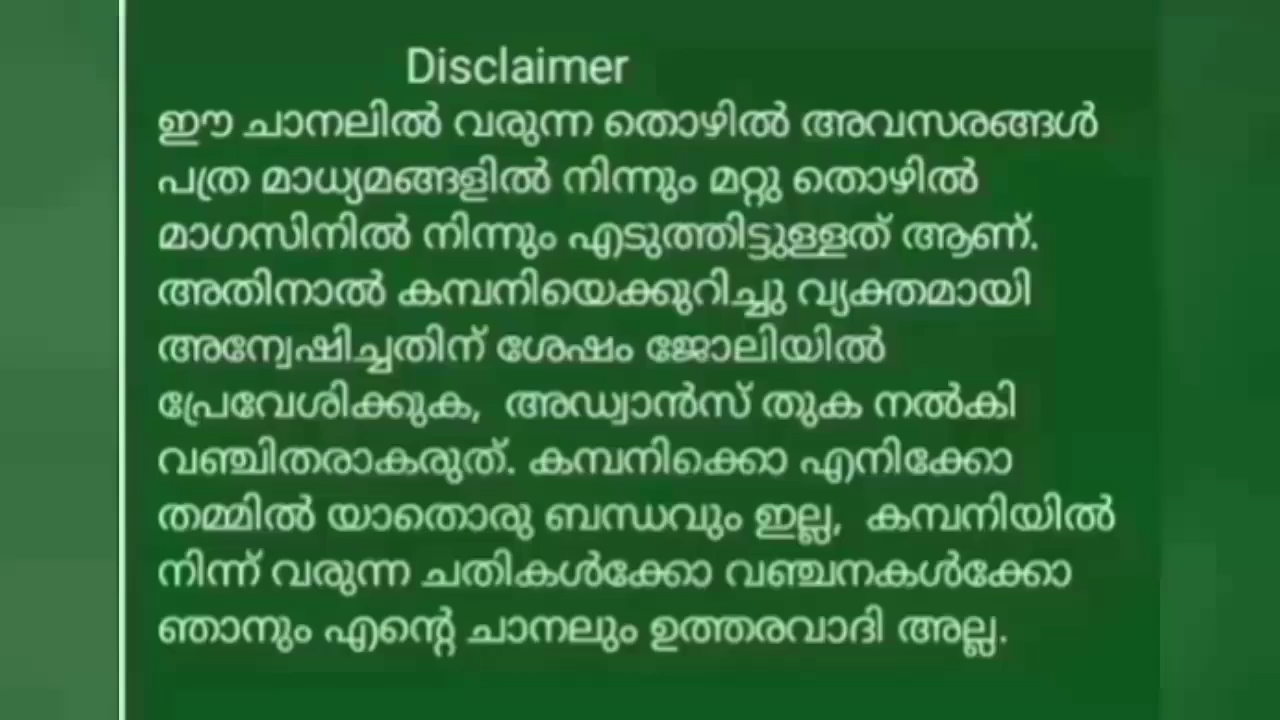 Disclaimer
ഈ ചാനലിൽ വരുന്ന തൊഴിൽ അവസരങ്ങൾ
പത്ര മാധ്യമങ്ങളിൽ നിന്നും മറ്റു തൊഴിൽ
മാഗസിനിൽ നിന്നും എടുത്തിട്ടുള്ളത് ആണ്.
അതിനാൽ കമ്പനിയെക്കുറിച്ചു വ്യക്തമായി
അന്വേഷിച്ചതിന് ശേഷം ജോലിയിൽ
പ്രേവേശിക്കുക, അഡ്വാൻസ് തുക നൽകി
വഞ്ചിതരാകരുത്. കമ്പനിക്കൊ എനിക്കോ
തമ്മിൽ യാതൊരു ബന്ധവും ഇല്ല, കമ്പനിയിൽ
നിന്ന് വരുന്ന ചതികൾക്കോ വഞ്ചനകൾക്കോ
ഞാനും എന്റെ ചാനലും ഉത്തരവാദി അല്ല.